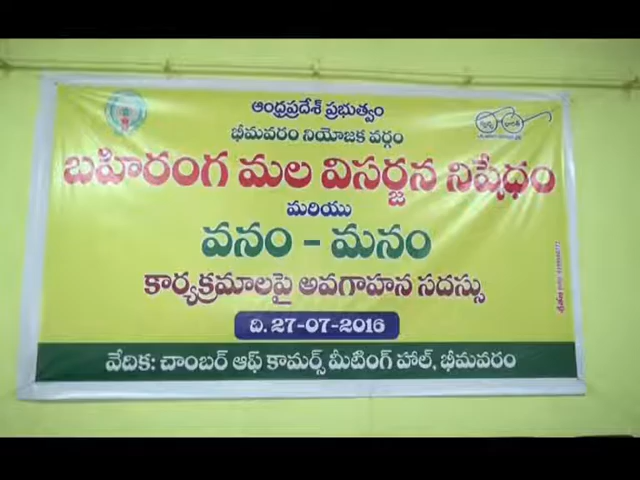 ఆంధ్రప్రదేశ్ ప్రభుత్వం
భీమవరం నియోజక వర్గం
బహిరంగ మల విసర్జన నిషేధం
మరియు
వనం - మనం
కార్యక్రమాలపై అవగాహన సదస్సు
ది. 27-07-2016
వేదిక: చాంబర్ ఆఫ్ కామర్స్ మీటింగ్ హాల్, భీమవరం